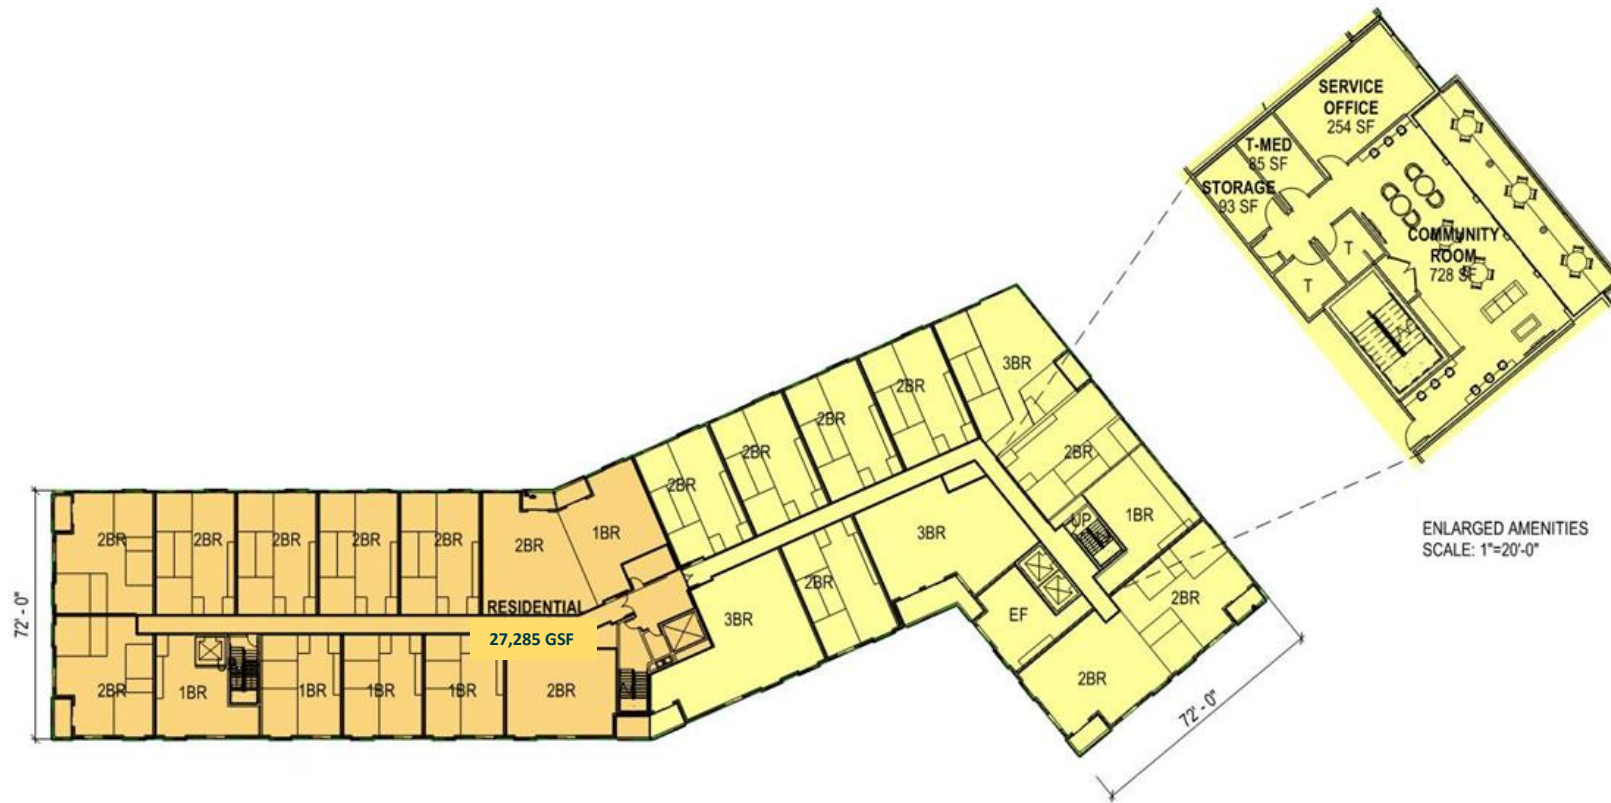 SERVICE
OFFICE
254 SF
T-MED
85 SF
STORAGE
93 SF
COMMUNITY
ROOM
728 SF
T
T
ENLARGED AMENITIES
SCALE: 1"=20'-0"
3BR
2BR
2BR
2BR
2BR
2BR
1BR
UP
3BR
2BR
3BR
EF
2BR
2BR
72' - 0"
2BR
2BR
2BR
2BR
2BR
2BR
1BR
RESIDENTIAL
27,285 GSF
2BR
1BR
1BR
1BR
1BR
2BR
72' - 0"